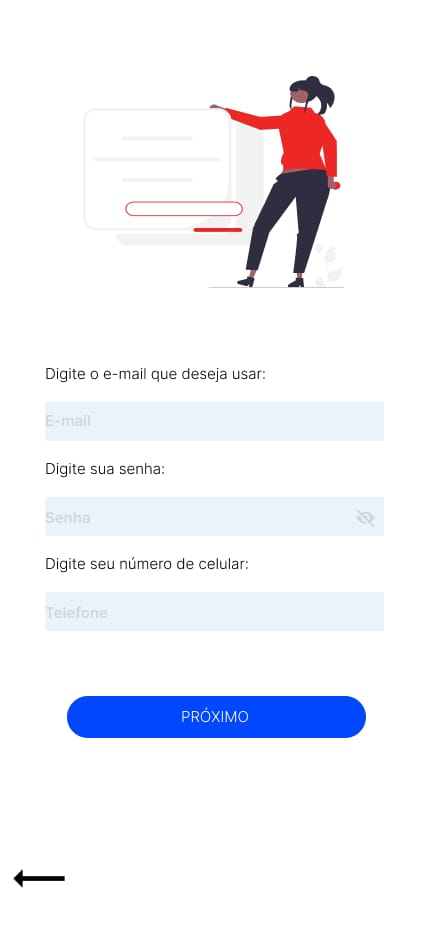 Digite o e-mail que deseja usar:
E-mail
Digite sua senha:
Senha
Digite seu número de celular:
Telefone
PRÓXIMO